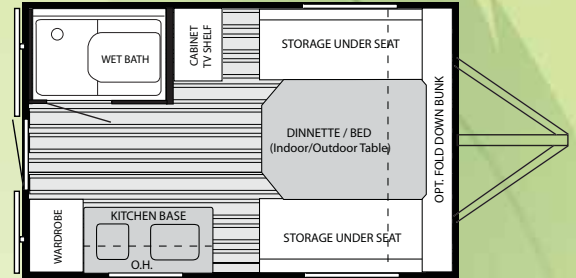 WET BATH
CABINET
TV SHELF
STORAGE UNDER SEAT
DINNETTE / BED
(Indoor/Outdoor Table)
OPT. FOLD DOWN BUNK
WARDROBE
KITCHEN BASE
O.H.
STORAGE UNDER SEAT